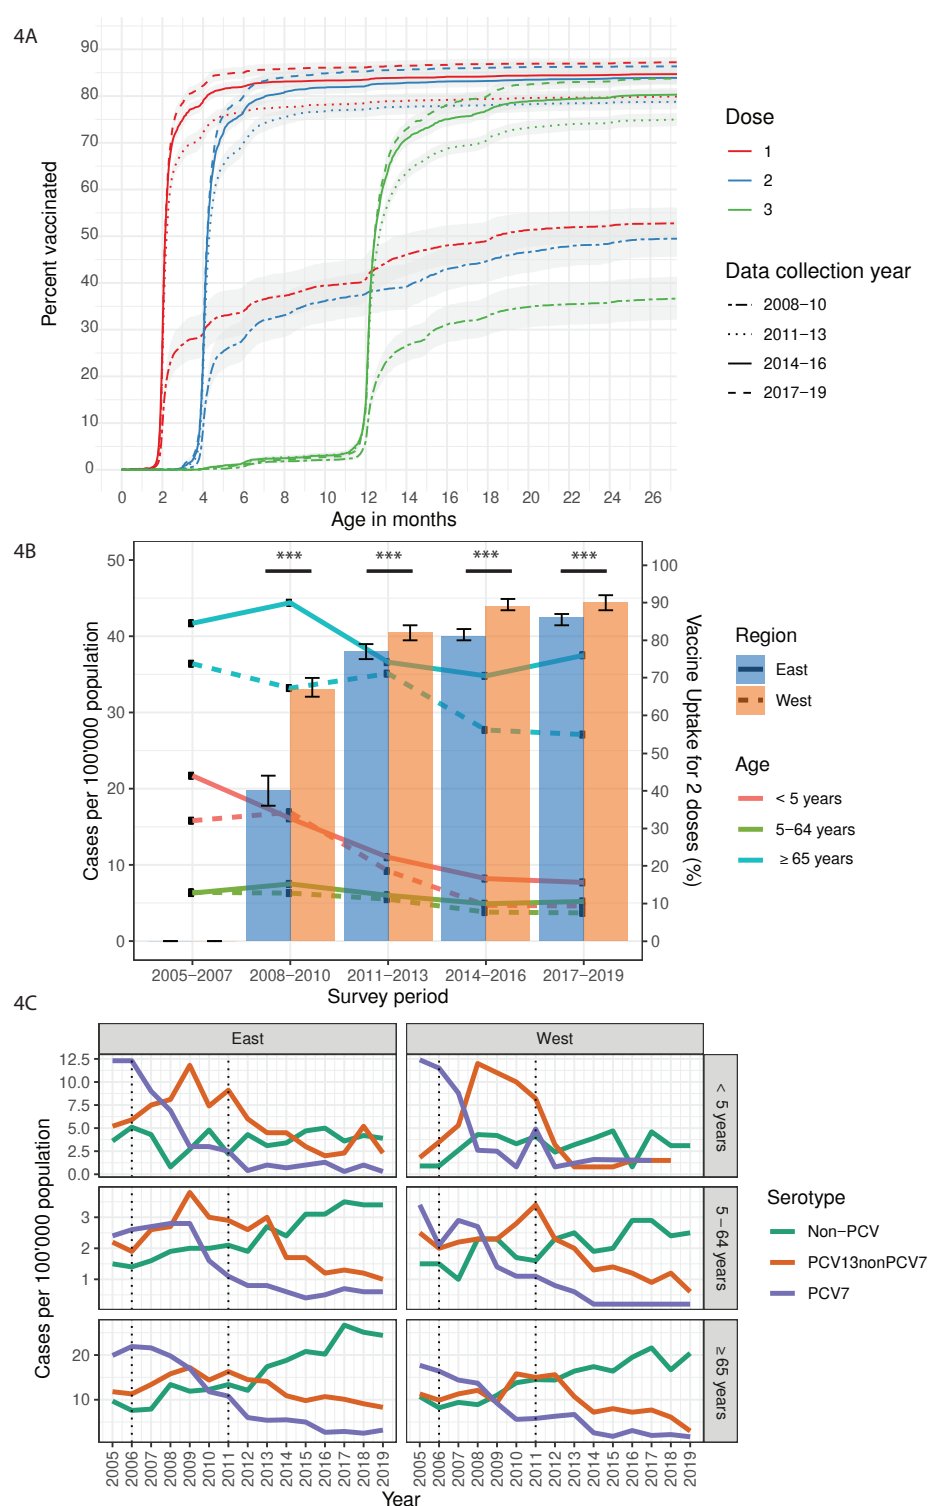 4A
90
80
70
60
50
40
30
20
10
0
Percent vaccinated
0 2 4 6 8 10 12 14 16 18 20 22 24 26
Age in months
Dose
1
2
3
Data collection year
2008–10
2011–13
2014–16
2017–19
4B
*** *** *** ***
50
40
30
20
10
0
Cases per 100'000 population
100
90
80
70
60
50
40
30
20
10
0
Vaccine Uptake for 2 doses (%)
2005–2007 2008–2010 2011–2013 2014–2016 2017–2019
Survey period
Region
East
West
Age
< 5 years
5–64 years
≥ 65 years
4C
East West
12.5
10.0
7.5
5.0
2.5
0.0
< 5 years
3
2
1
5 – 64 years
20
10
≥ 65 years
Cases per 100'000 population
2005 2006 2007 2008 2009 2010 2011 2012 2013 2014 2015 2016 2017 2018 2019 2005 2006 2007 2008 2009 2010 2011 2012 2013 2014 2015 2016 2017 2018 2019
Year
Serotype
Non–PCV
PCV13nonPCV7
PCV7